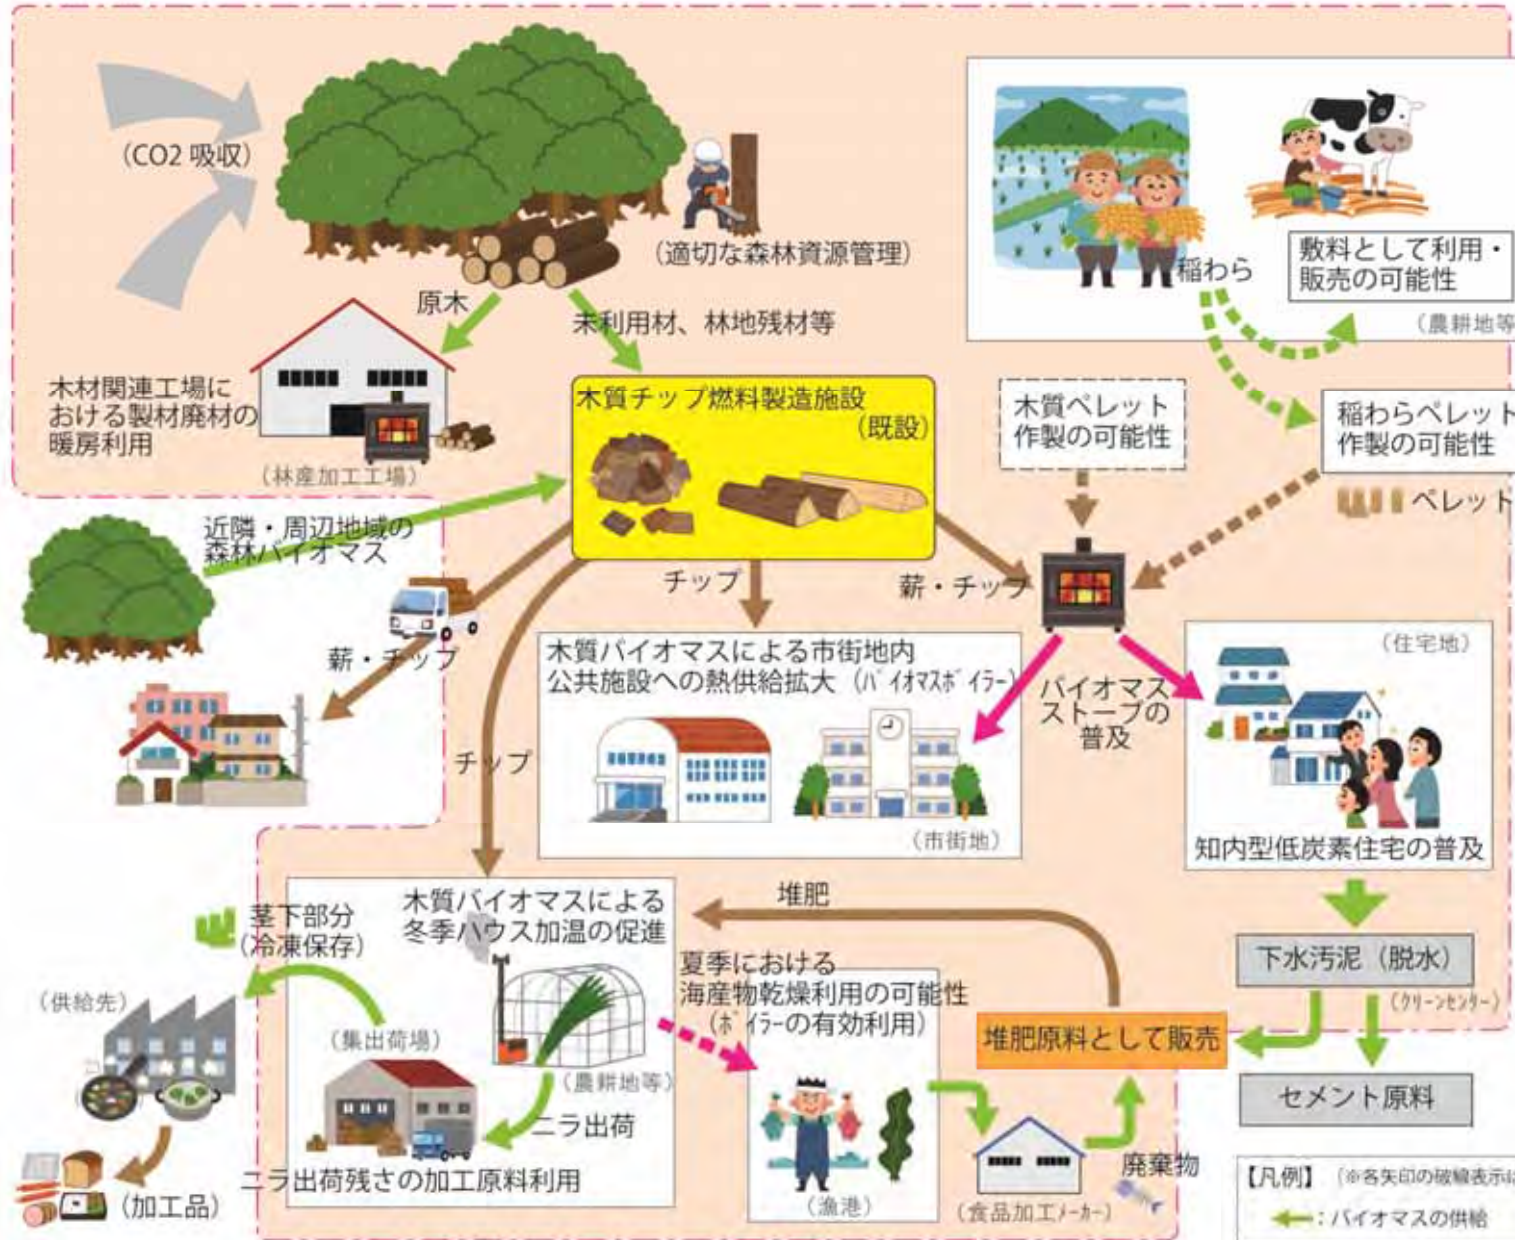 (CO2 吸収)
(適切な森林資源管理)
原木
未利用材、林地残材等
稲わら
敷料として利用・
販売の可能性
(農耕地等
木材関連工場に
おける製材廃材の
暖房利用
(林産加工工場)
木質チップ燃料製造施設
(既設)
木質ペレット
作製の可能性
稲わらペレット
作製の可能性
ペレット
近隣・周辺地域の
森林バイオマス
チップ
薪・チップ
薪・チップ
チップ
木質バイオマスによる市街地内
公共施設への熱供給拡大 (ﾊﾞｲｵﾏｽﾎﾞｲﾗｰ)
(市街地)
バイオマス
ストーブの
普及
(住宅地)
知内型低炭素住宅の普及
堆肥
木質バイオマスによる
冬季ハウス加温の促進
茎下部分
(冷凍保存)
(供給先)
(集出荷場)
(農耕地等)
ニラ出荷
ニラ出荷残さの加工原料利用
(加工品)
夏季における
海産物乾燥利用の可能性
(ﾎﾞｲﾗｰの有効利用)
(漁港)
(食品加工ﾒｰｶｰ)
廃棄物
堆肥原料として販売
下水汚泥 (脱水)
(ｸﾘｰﾝｾﾝﾀｰ)
セメント原料
【凡例】 (※各矢印の破線表示は
:バイオマスの供給